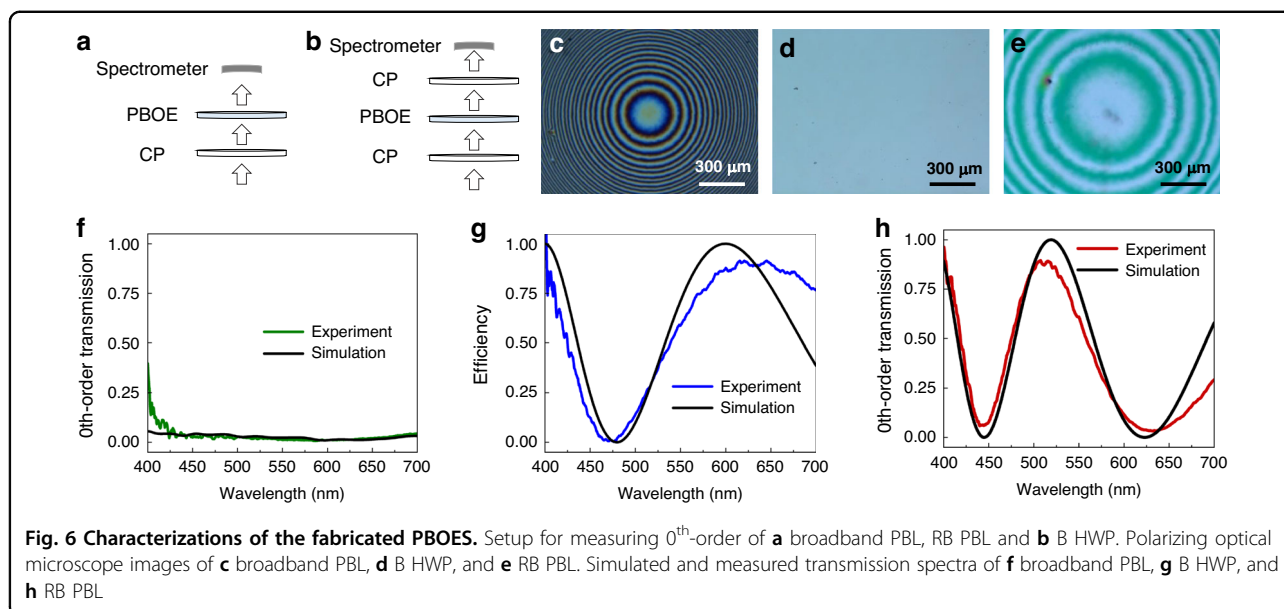 a
Spectrometer
PBOE
CP
b
Spectrometer
CP
PBOE
CP
c
300 µm
d
300 µm
e
300 µm
f
1.00
0.75
0.50
0.25
0.00
0th-order transmission
Experiment
Simulation
400 450 500 550 600 650 700
Wavelength (nm)
g
1.00
0.75
0.50
0.25
0.00
Efficiency
Experiment
Simulation
400 450 500 550 600 650 700
Wavelength (nm)
h
1.00
0.75
0.50
0.25
0.00
0th-order transmission
Experiment
Simulation
400 450 500 550 600 650 700
Wavelength (nm)
Fig. 6 Characterizations of the fabricated PBOES. Setup for measuring 0th-order of a broadband PBL, RB PBL and b B HWP. Polarizing optical
microscope images of c broadband PBL, d B HWP, and e RB PBL. Simulated and measured transmission spectra of f broadband PBL, g B HWP, and
h RB PBL